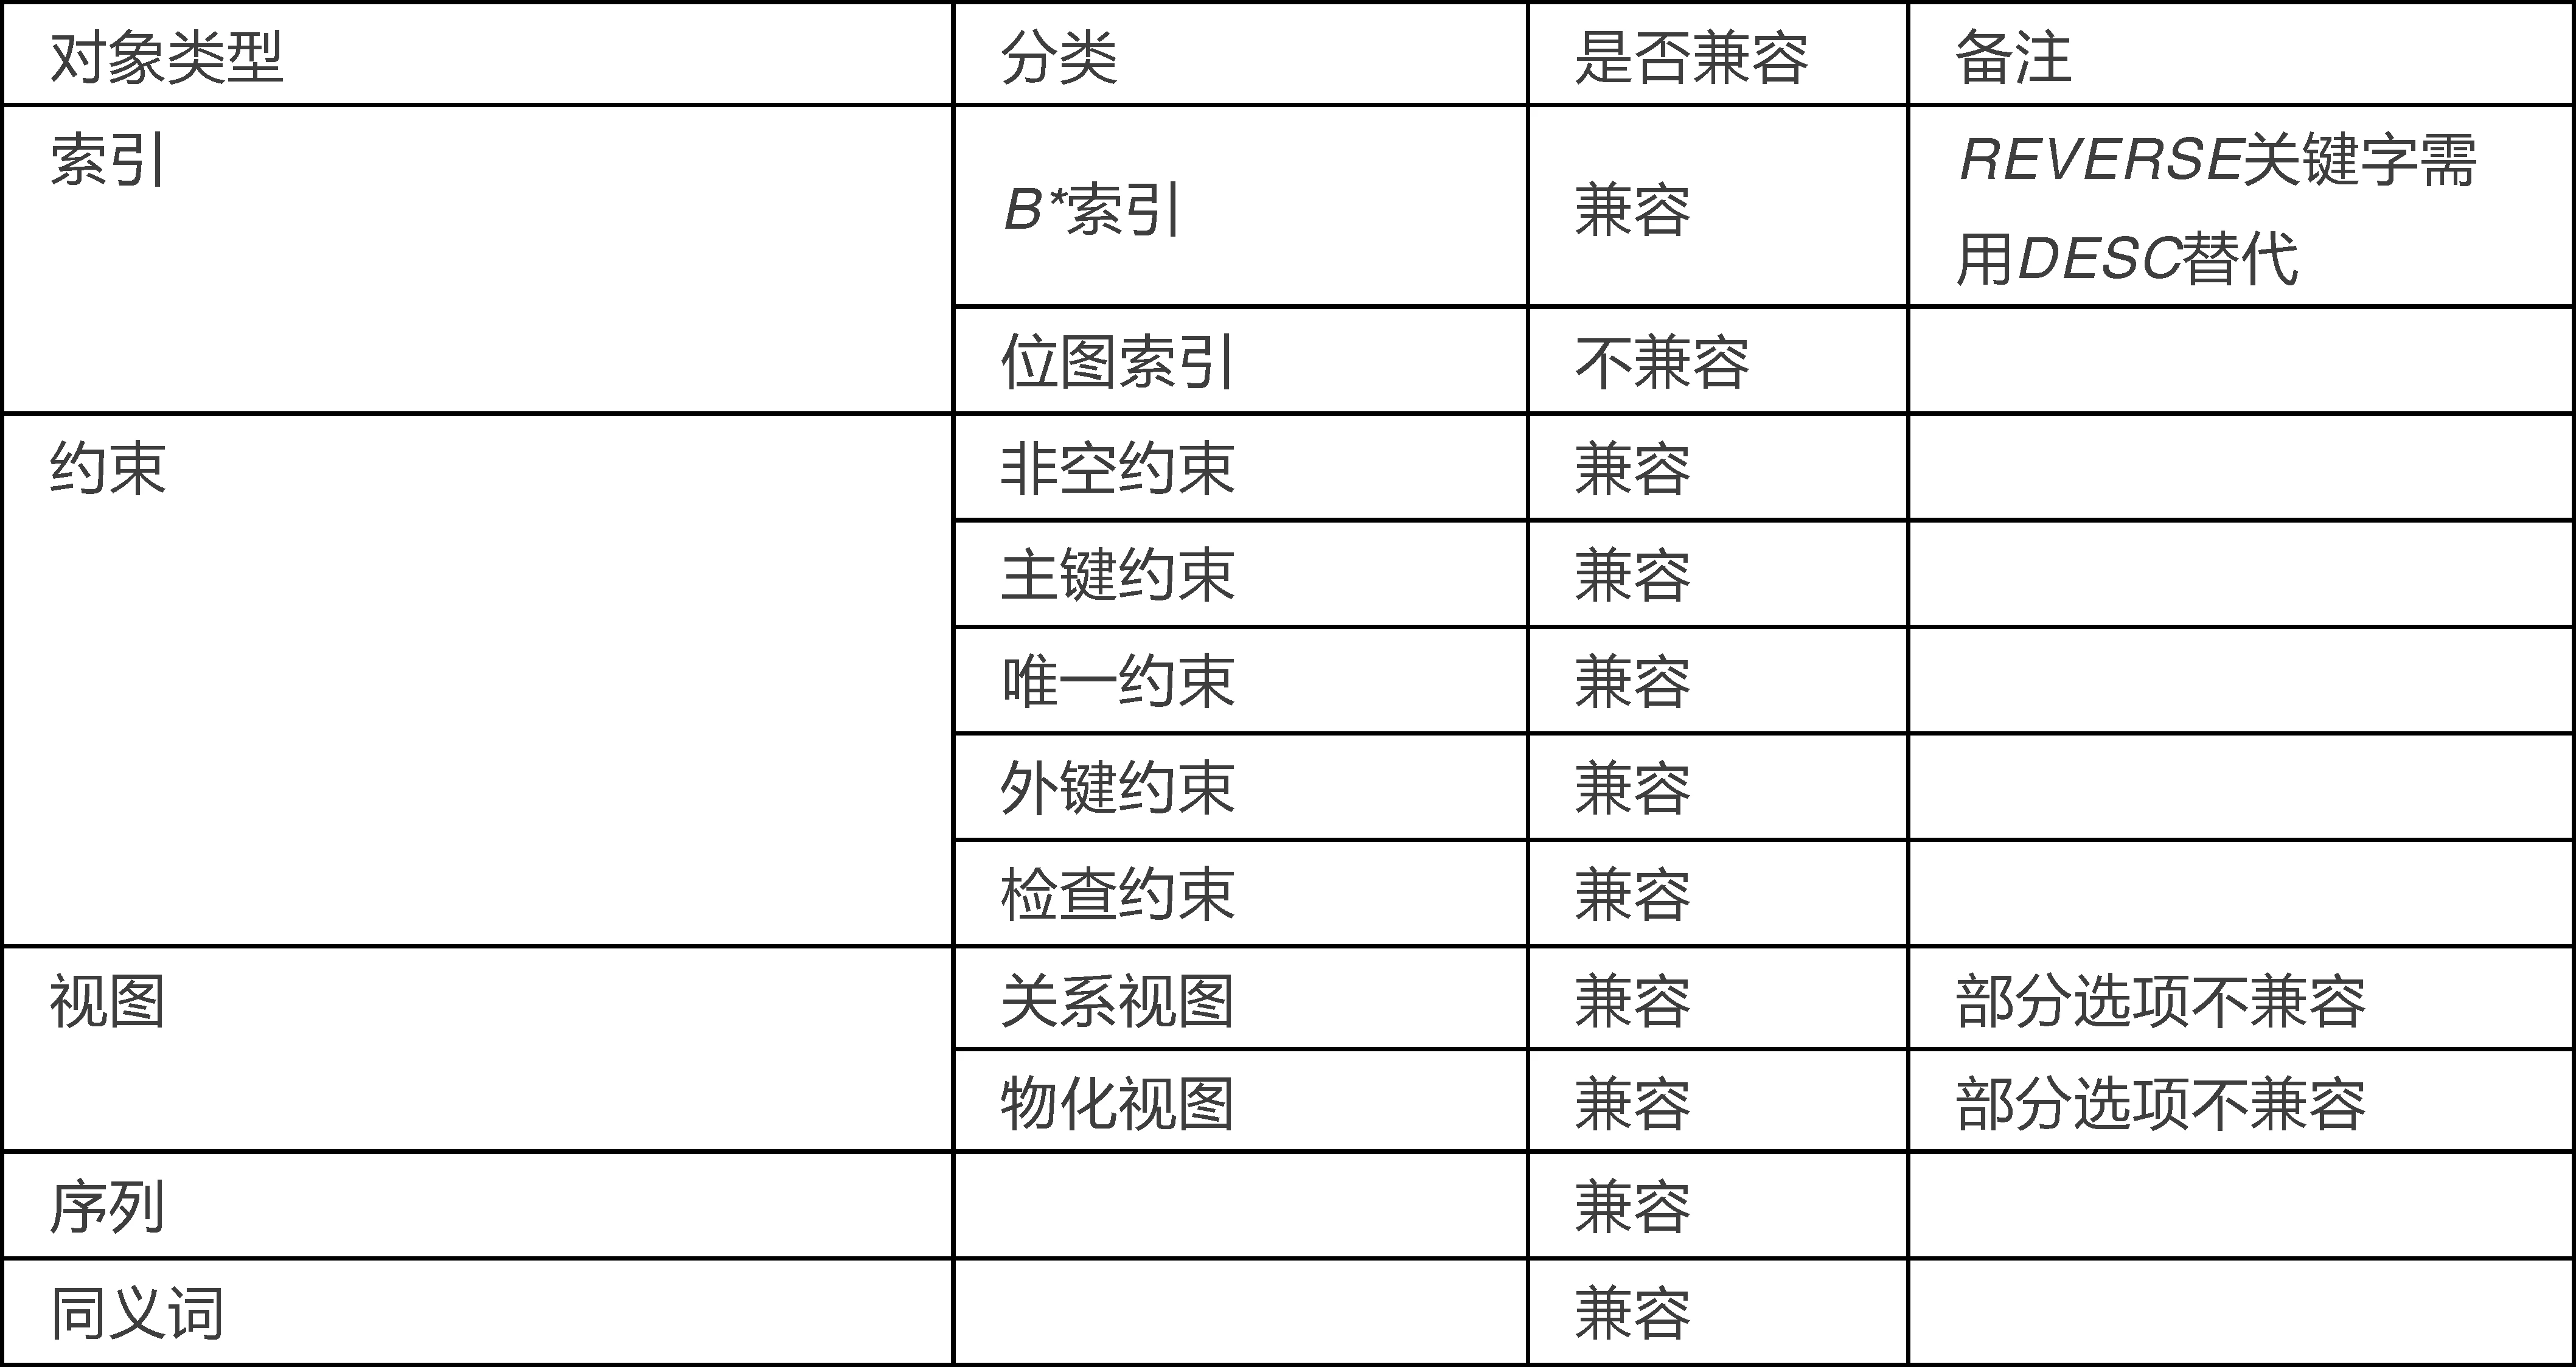 对象类型 分类 是否兼容 备注
索引 B*索引 兼容 REVERSE关键字需
用DESC替代
位图索引 不兼容
约束 非空约束 兼容
主键约束 兼容
唯一约束 兼容
外键约束 兼容
检查约束 兼容
视图 关系视图 兼容 部分选项不兼容
物化视图 兼容 部分选项不兼容
序列 兼容
同义词 兼容